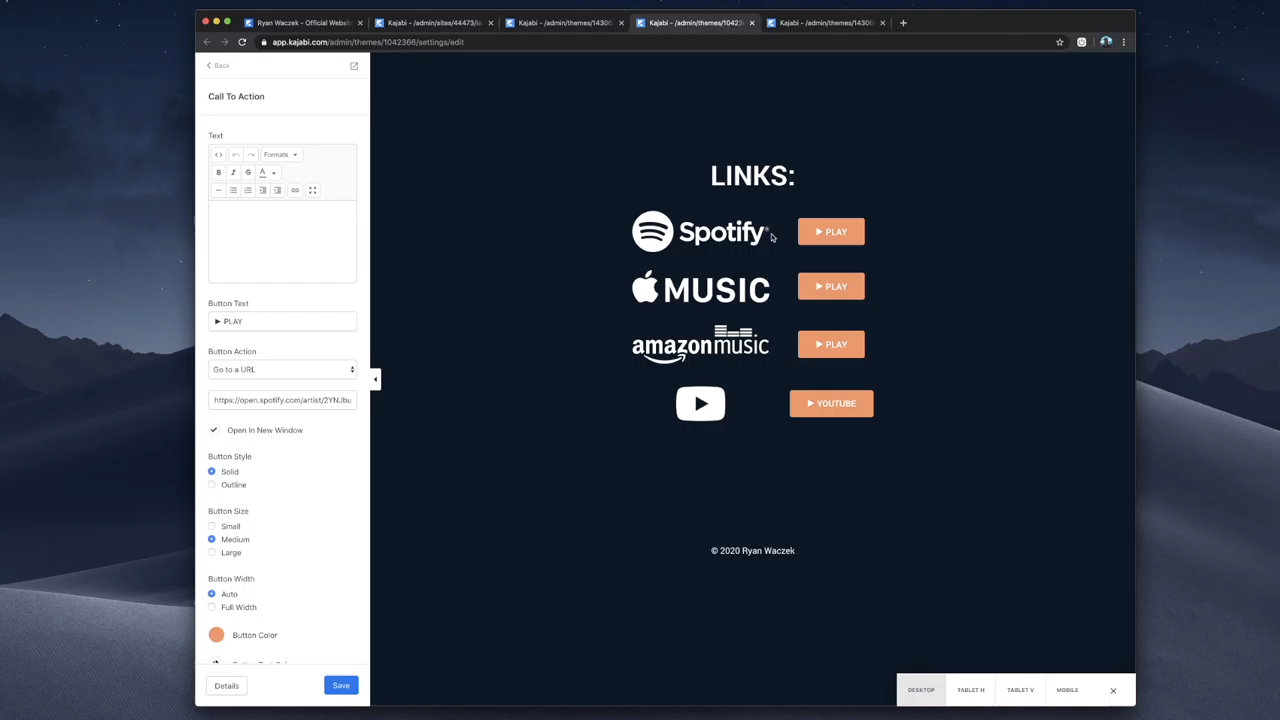 Ryan Waczek – Official Websit
Kajabi - /admin/sites/44473/
Kajabi - /admin/themes/14306
Kajabi - /admin/themes/1042
Kajabi - /admin/themes/14306
app.kajabi.com/admin/themes/1042366/settings/edit
Back
Call To Action
Text
Formats
B I S A
Button Text
► PLAY
Button Action
Go to a URL
https://open.spotify.com/artist/2YNJbu
Open In New Window
Button Style
Solid
Outline
Button Size
Small
Medium
Large
Button Width
Auto
Full Width
Button Color
Details
Save
LINKS:
Spotify®
► PLAY
MUSIC
► PLAY
amazon music
► PLAY
► YOUTUBE
© 2020 Ryan Waczek
DESKTOP
TABLET H
TABLET V
MOBILE